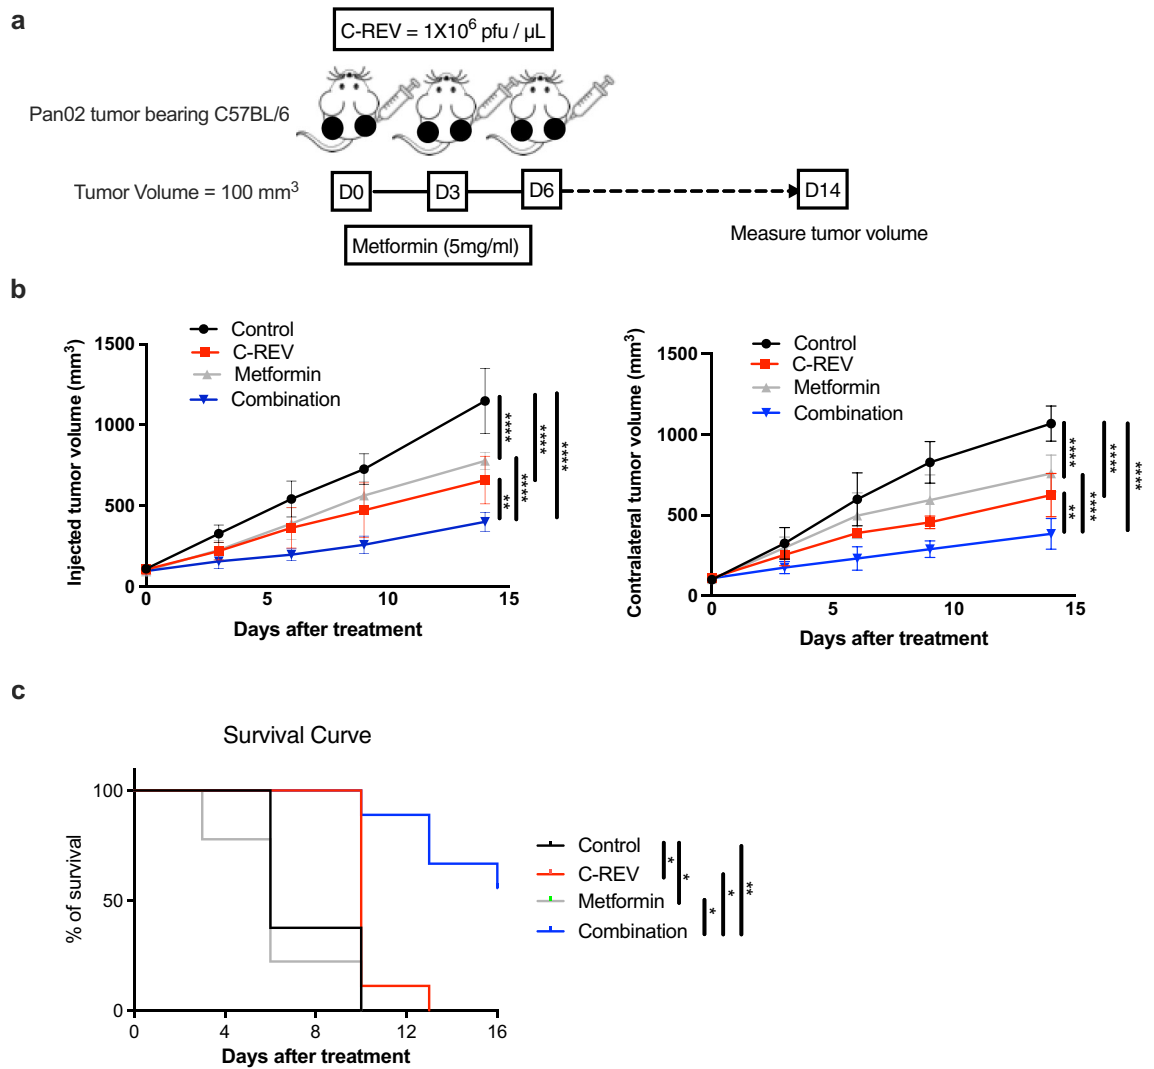 a
C-REV = 1X10⁶ pfu / µL
Pan02 tumor bearing C57BL/6
Tumor Volume = 100 mm³
D0
D3
D6
D14
Metformin (5mg/ml)
Measure tumor volume
b
Injected tumor volume (mm³)
1500
1000
500
0
0
5
10
15
Days after treatment
Control
C-REV
Metformin
Combination
****
**
****
****
****
Contralateral tumor volume (mm³)
1500
1000
500
0
0
5
10
15
Days after treatment
Control
C-REV
Metformin
Combination
****
**
****
****
****
c
Survival Curve
% of survival
100
50
0
0
4
8
12
16
Days after treatment
Control
C-REV
Metformin
Combination
*
*
*
*
**